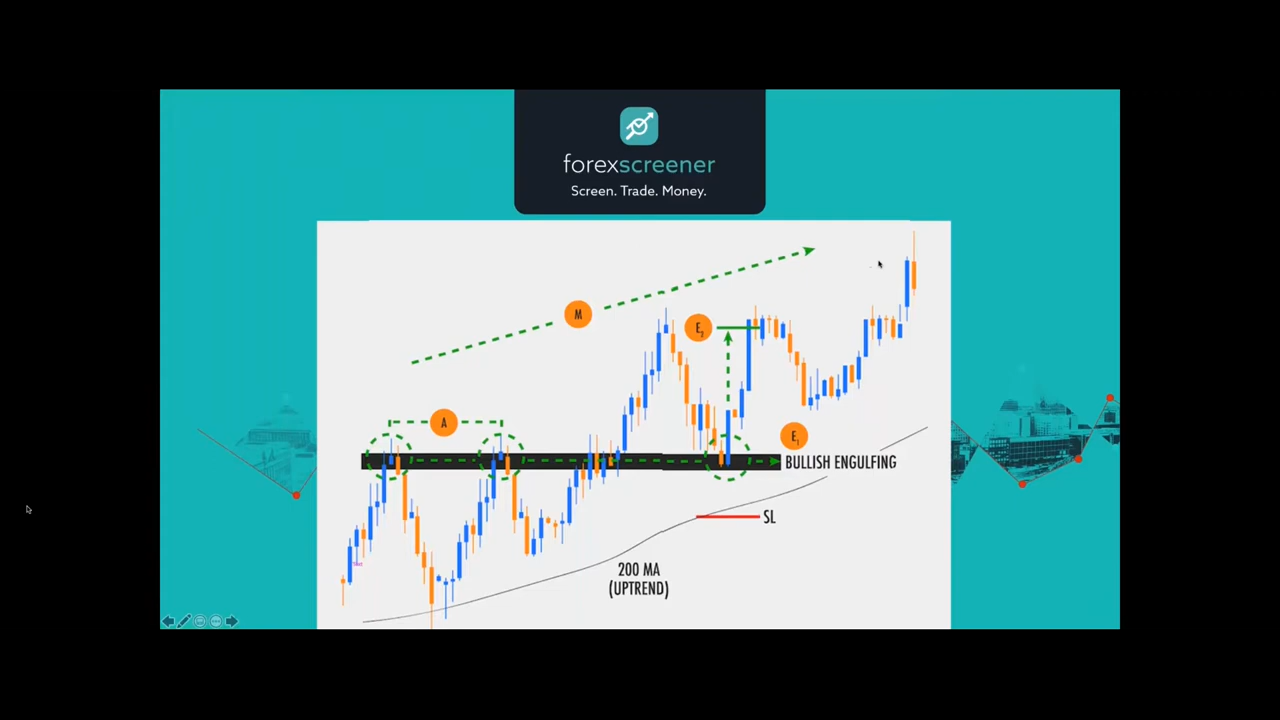 forexscreener
Screen. Trade. Money.
M
E2
A
E1
BULLISH ENGULFING
SL
200 MA
(UPTREND)